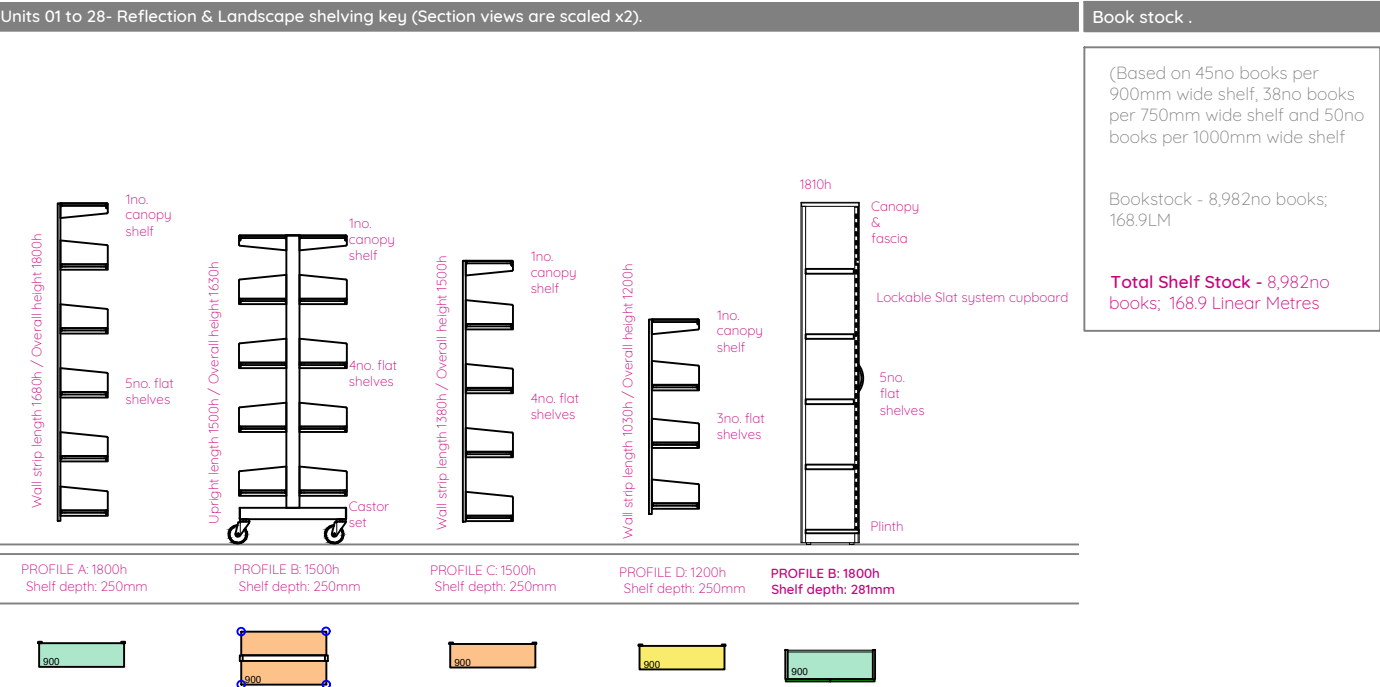 Units 01 to 28- Reflection & Landscape shelving key (Section views are scaled x2).
Book stock .
(Based on 45no books per
900mm wide shelf, 38no books
per 750mm wide shelf and 50no
books per 1000mm wide shelf
Bookstock - 8,982no books;
168.9LM
Total Shelf Stock - 8,982no
books; 168.9 Linear Metres
Wall strip length 1680h / Overall height 1800h
1no.
canopy
shelf
5no. flat
shelves
Upright length 1500h / Overall height 1630h
1no.
canopy
shelf
4no. flat
shelves
Castor
set
Wall strip length 1380h / Overall height 1500h
1no.
canopy
shelf
4no. flat
shelves
Wall strip length 1030h / Overall height 1200h
1no.
canopy
shelf
3no. flat
shelves
1810h
Canopy
&
fascia
Lockable Slat system cupboard
5no.
flat
shelves
Plinth
PROFILE A: 1800h
Shelf depth: 250mm
PROFILE B: 1500h
Shelf depth: 250mm
PROFILE C: 1500h
Shelf depth: 250mm
PROFILE D: 1200h
Shelf depth: 250mm
PROFILE B: 1800h
Shelf depth: 281mm
900
900
900
900
900